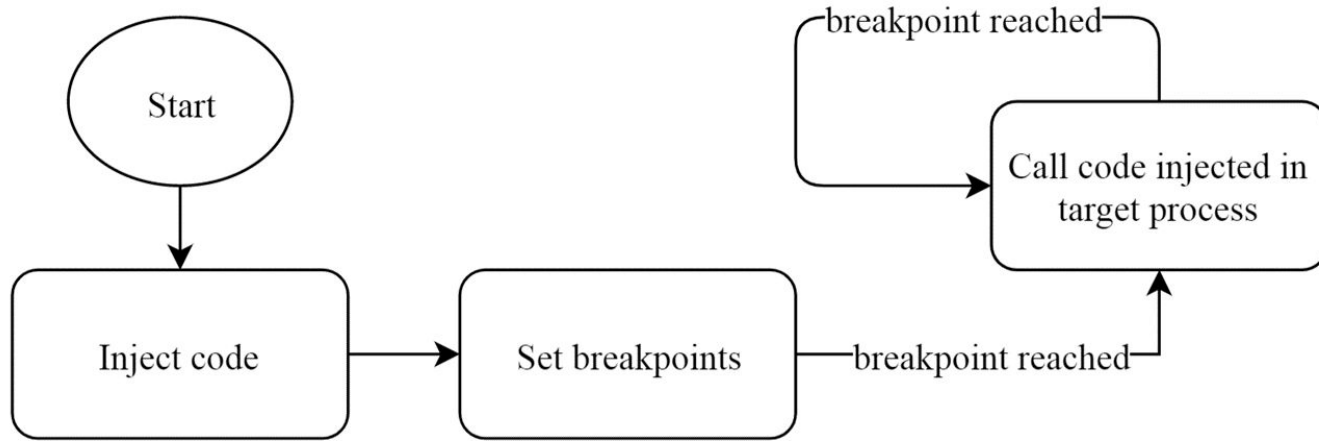 Start
Inject code
Set breakpoints
breakpoint reached
Call code injected in
target process
breakpoint reached